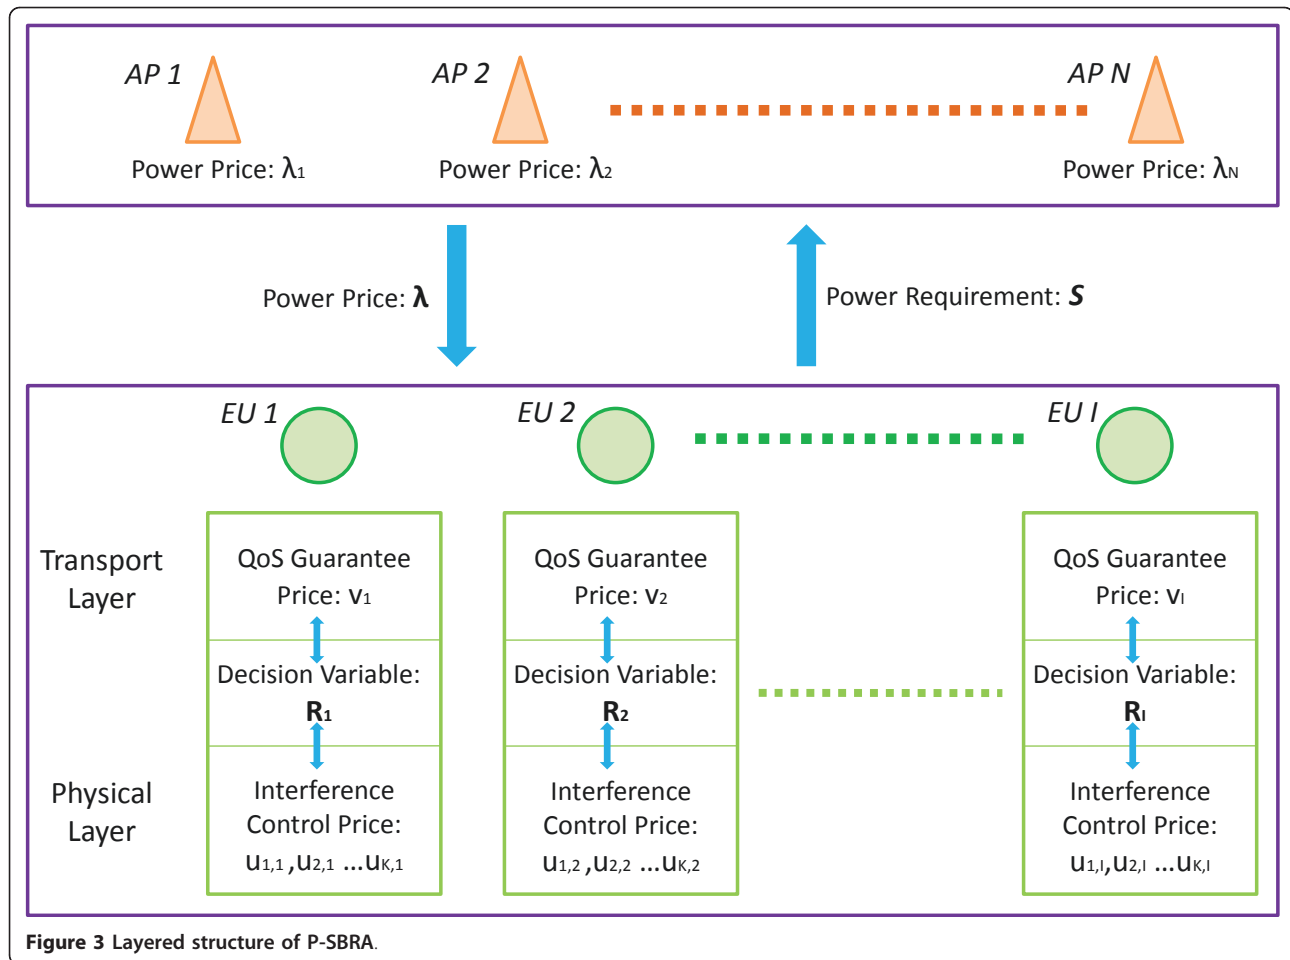 AP 1
AP 2
AP N
Power Price: λ1
Power Price: λ2
Power Price: λN
Power Price: λ
Power Requirement: S
EU 1
EU 2
EU I
Transport
Layer
QoS Guarantee
Price: v1
QoS Guarantee
Price: v2
QoS Guarantee
Price: vI
Decision Variable:
R1
Decision Variable:
R2
Decision Variable:
RI
Physical
Layer
Interference
Control Price:
u1,1 ,u2,1 ...uK,1
Interference
Control Price:
u1,2 ,u2,2 ...uK,2
Interference
Control Price:
u1,I,u2,I ...uK,I
Figure 3 Layered structure of P-SBRA.